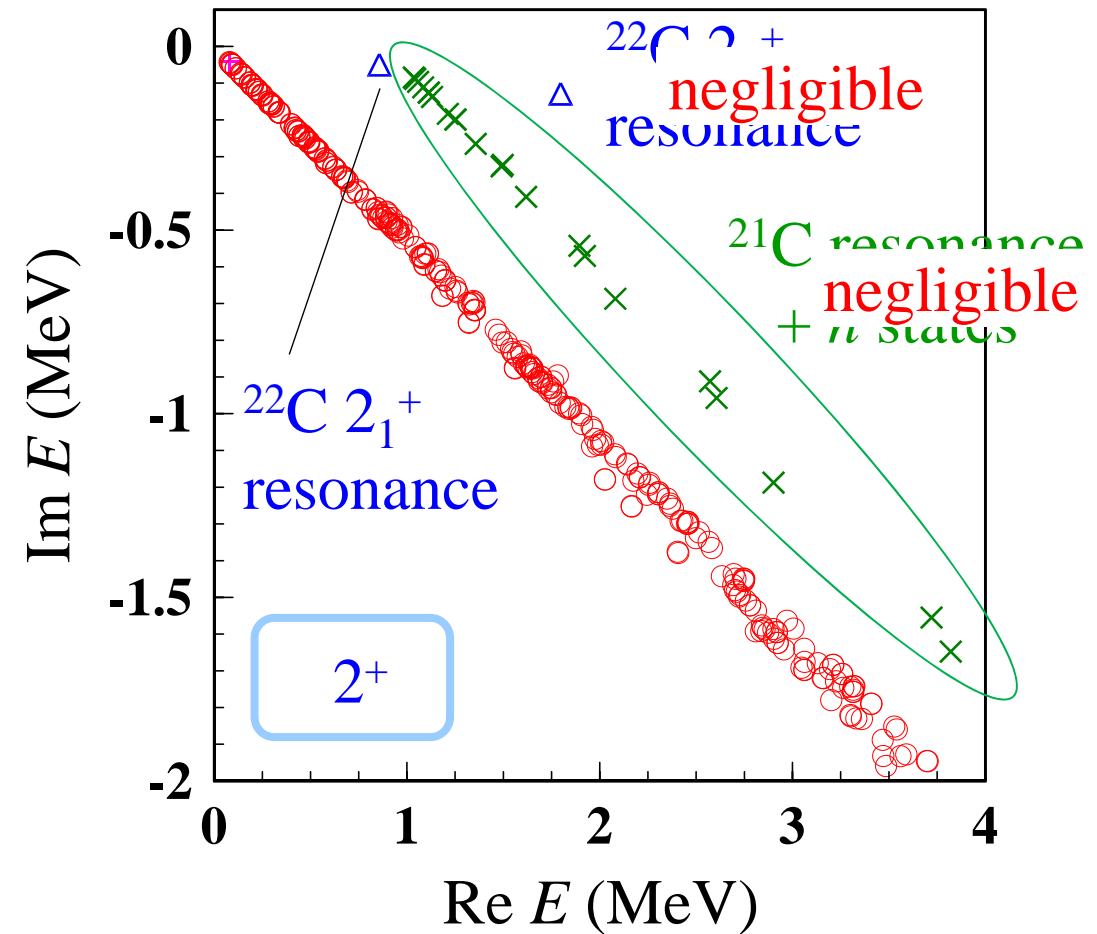 0
-0.5
-1
-1.5
-2
Im E (MeV)
0 1 2 3 4
Re E (MeV)
²²C 2 ⁺
negligible
resonance
²¹C resonance
negligible
+ n states
²²C 2₁⁺
resonance
2⁺